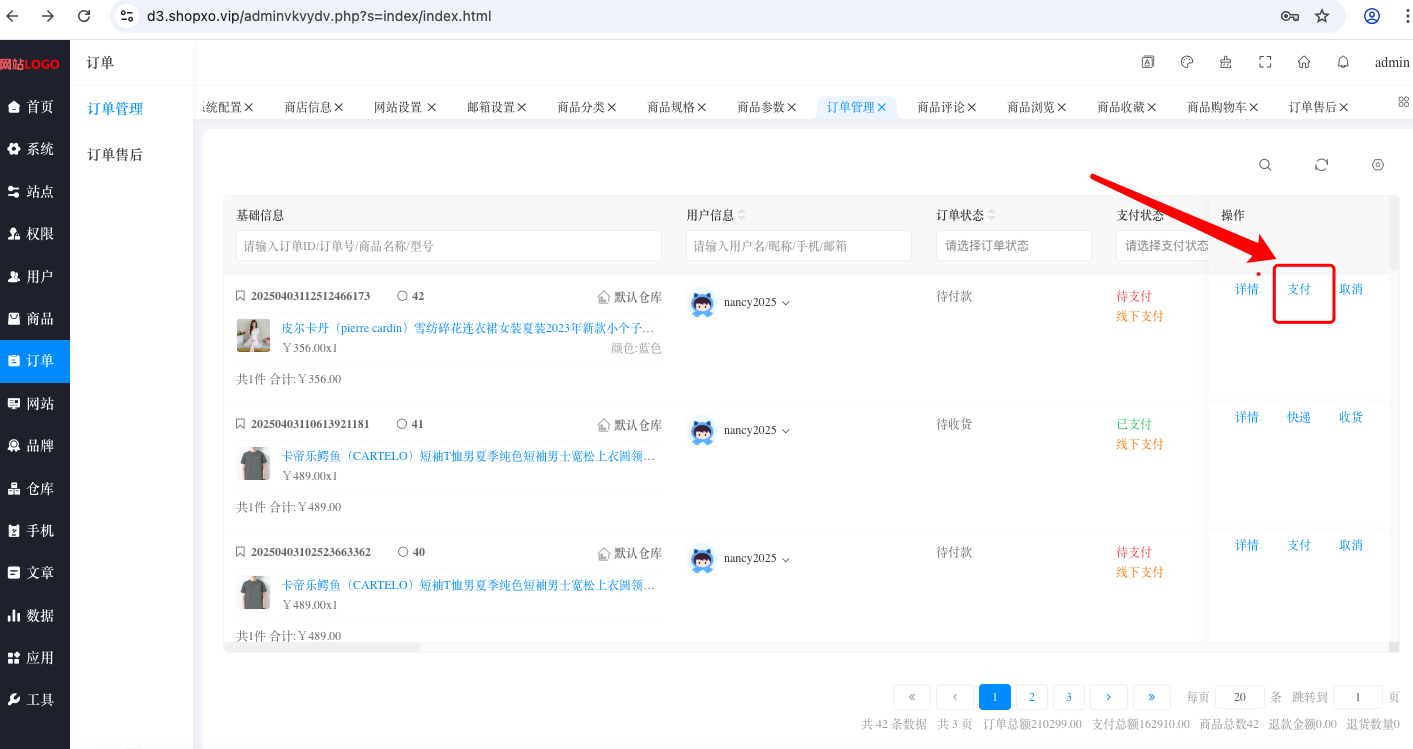 d3.shopxo.vip/adminvkvydv.php?s=index/index.html
网站LOGO
首页
系统
站点
权限
用户
商品
订单
网站
品牌
仓库
手机
文章
数据
应用
工具
订单
订单管理
订单售后
admin
系统配置 商店信息 网站设置 邮箱设置 商品分类 商品规格 商品参数 订单管理 商品评论 商品浏览 商品收藏 商品购物车 订单售后
基础信息 用户信息 订单状态 支付状态 操作
请输入订单ID/订单号/商品名称/型号 请输入用户名/昵称/手机/邮箱 请选择订单状态 请选择支付状态
20250403112512466173 42 默认仓库 nancy2025 待付款 待支付 详情 支付 取消
线下支付
皮尔卡丹（pierre cardin）雪纺碎花连衣裙女装夏装2023年新款小个子…
￥356.00x1 颜色:蓝色
共1件 合计:￥356.00
20250403110613921181 41 默认仓库 nancy2025 待收货 已支付 详情 快递 收货
线下支付
卡帝乐鳄鱼（CARTELO）短袖T恤男夏季纯色短袖男士宽松上衣圆领…
￥489.00x1
共1件 合计:￥489.00
20250403102523663362 40 默认仓库 nancy2025 待付款 待支付 详情 支付 取消
线下支付
卡帝乐鳄鱼（CARTELO）短袖T恤男夏季纯色短袖男士宽松上衣圆领…
￥489.00x1
共1件 合计:￥489.00
« ‹ 1 2 3 › » 每页 20 条 跳转到 1 页
共 42 条数据 共 3 页 订单总额210299.00 支付总额162910.00 商品总数42 退款金额0.00 退货数量0